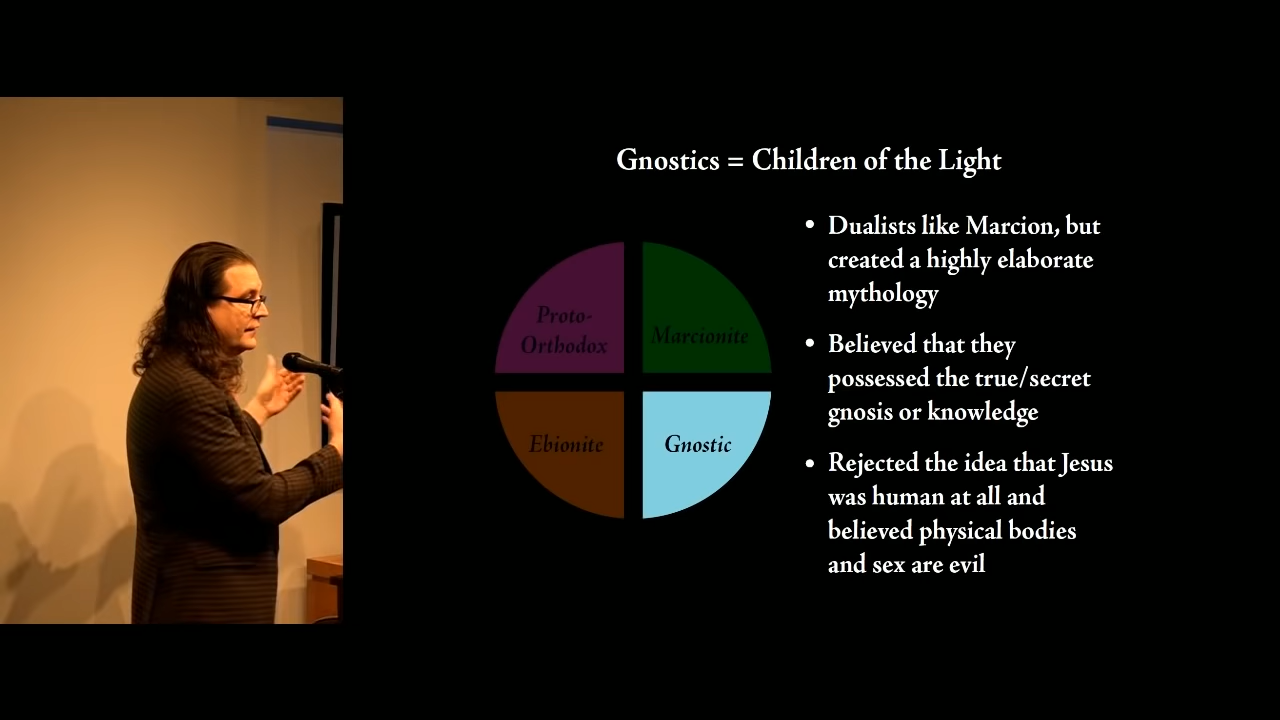 Gnostics = Children of the Light
Proto-
Orthodox
Marcionite
Ebionite
Gnostic
• Dualists like Marcion, but
created a highly elaborate
mythology
• Believed that they
possessed the true/secret
gnosis or knowledge
• Rejected the idea that Jesus
was human at all and
believed physical bodies
and sex are evil